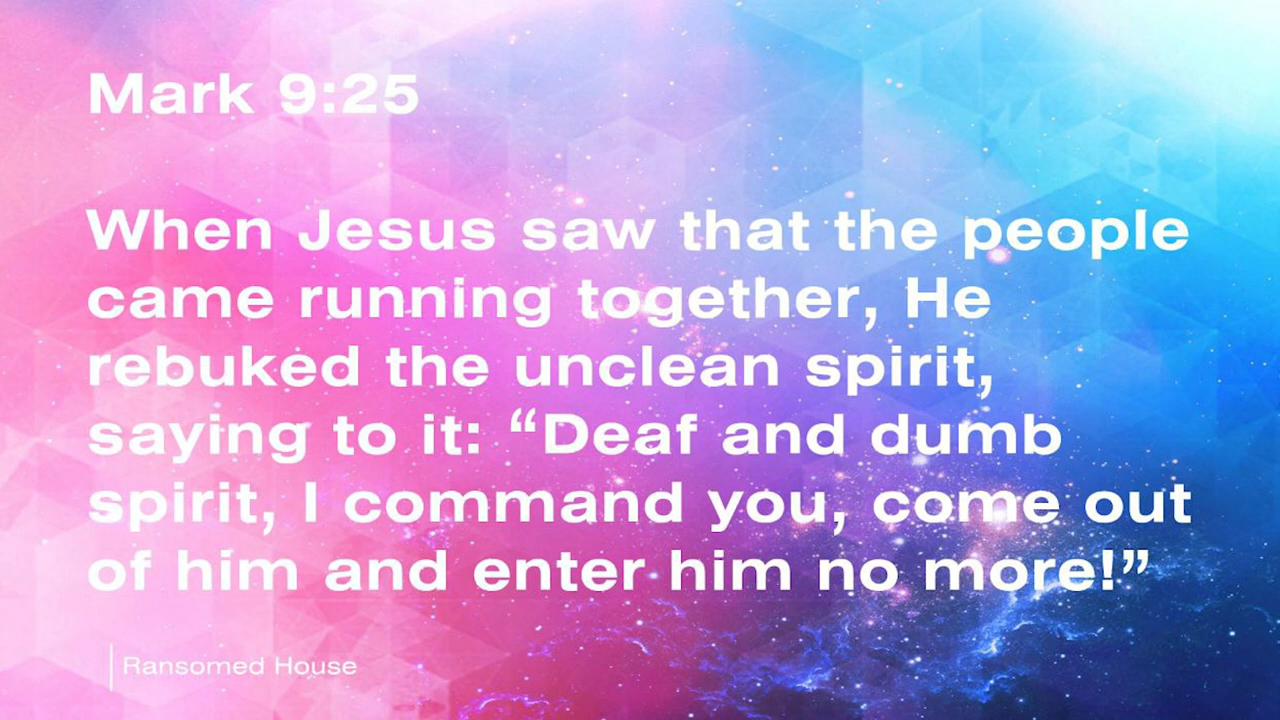 Mark 9:25
When Jesus saw that the people
came running together, He
rebuked the unclean spirit,
saying to it: “Deaf and dumb
spirit, I command you, come out
of him and enter him no more!”
Ransomed House